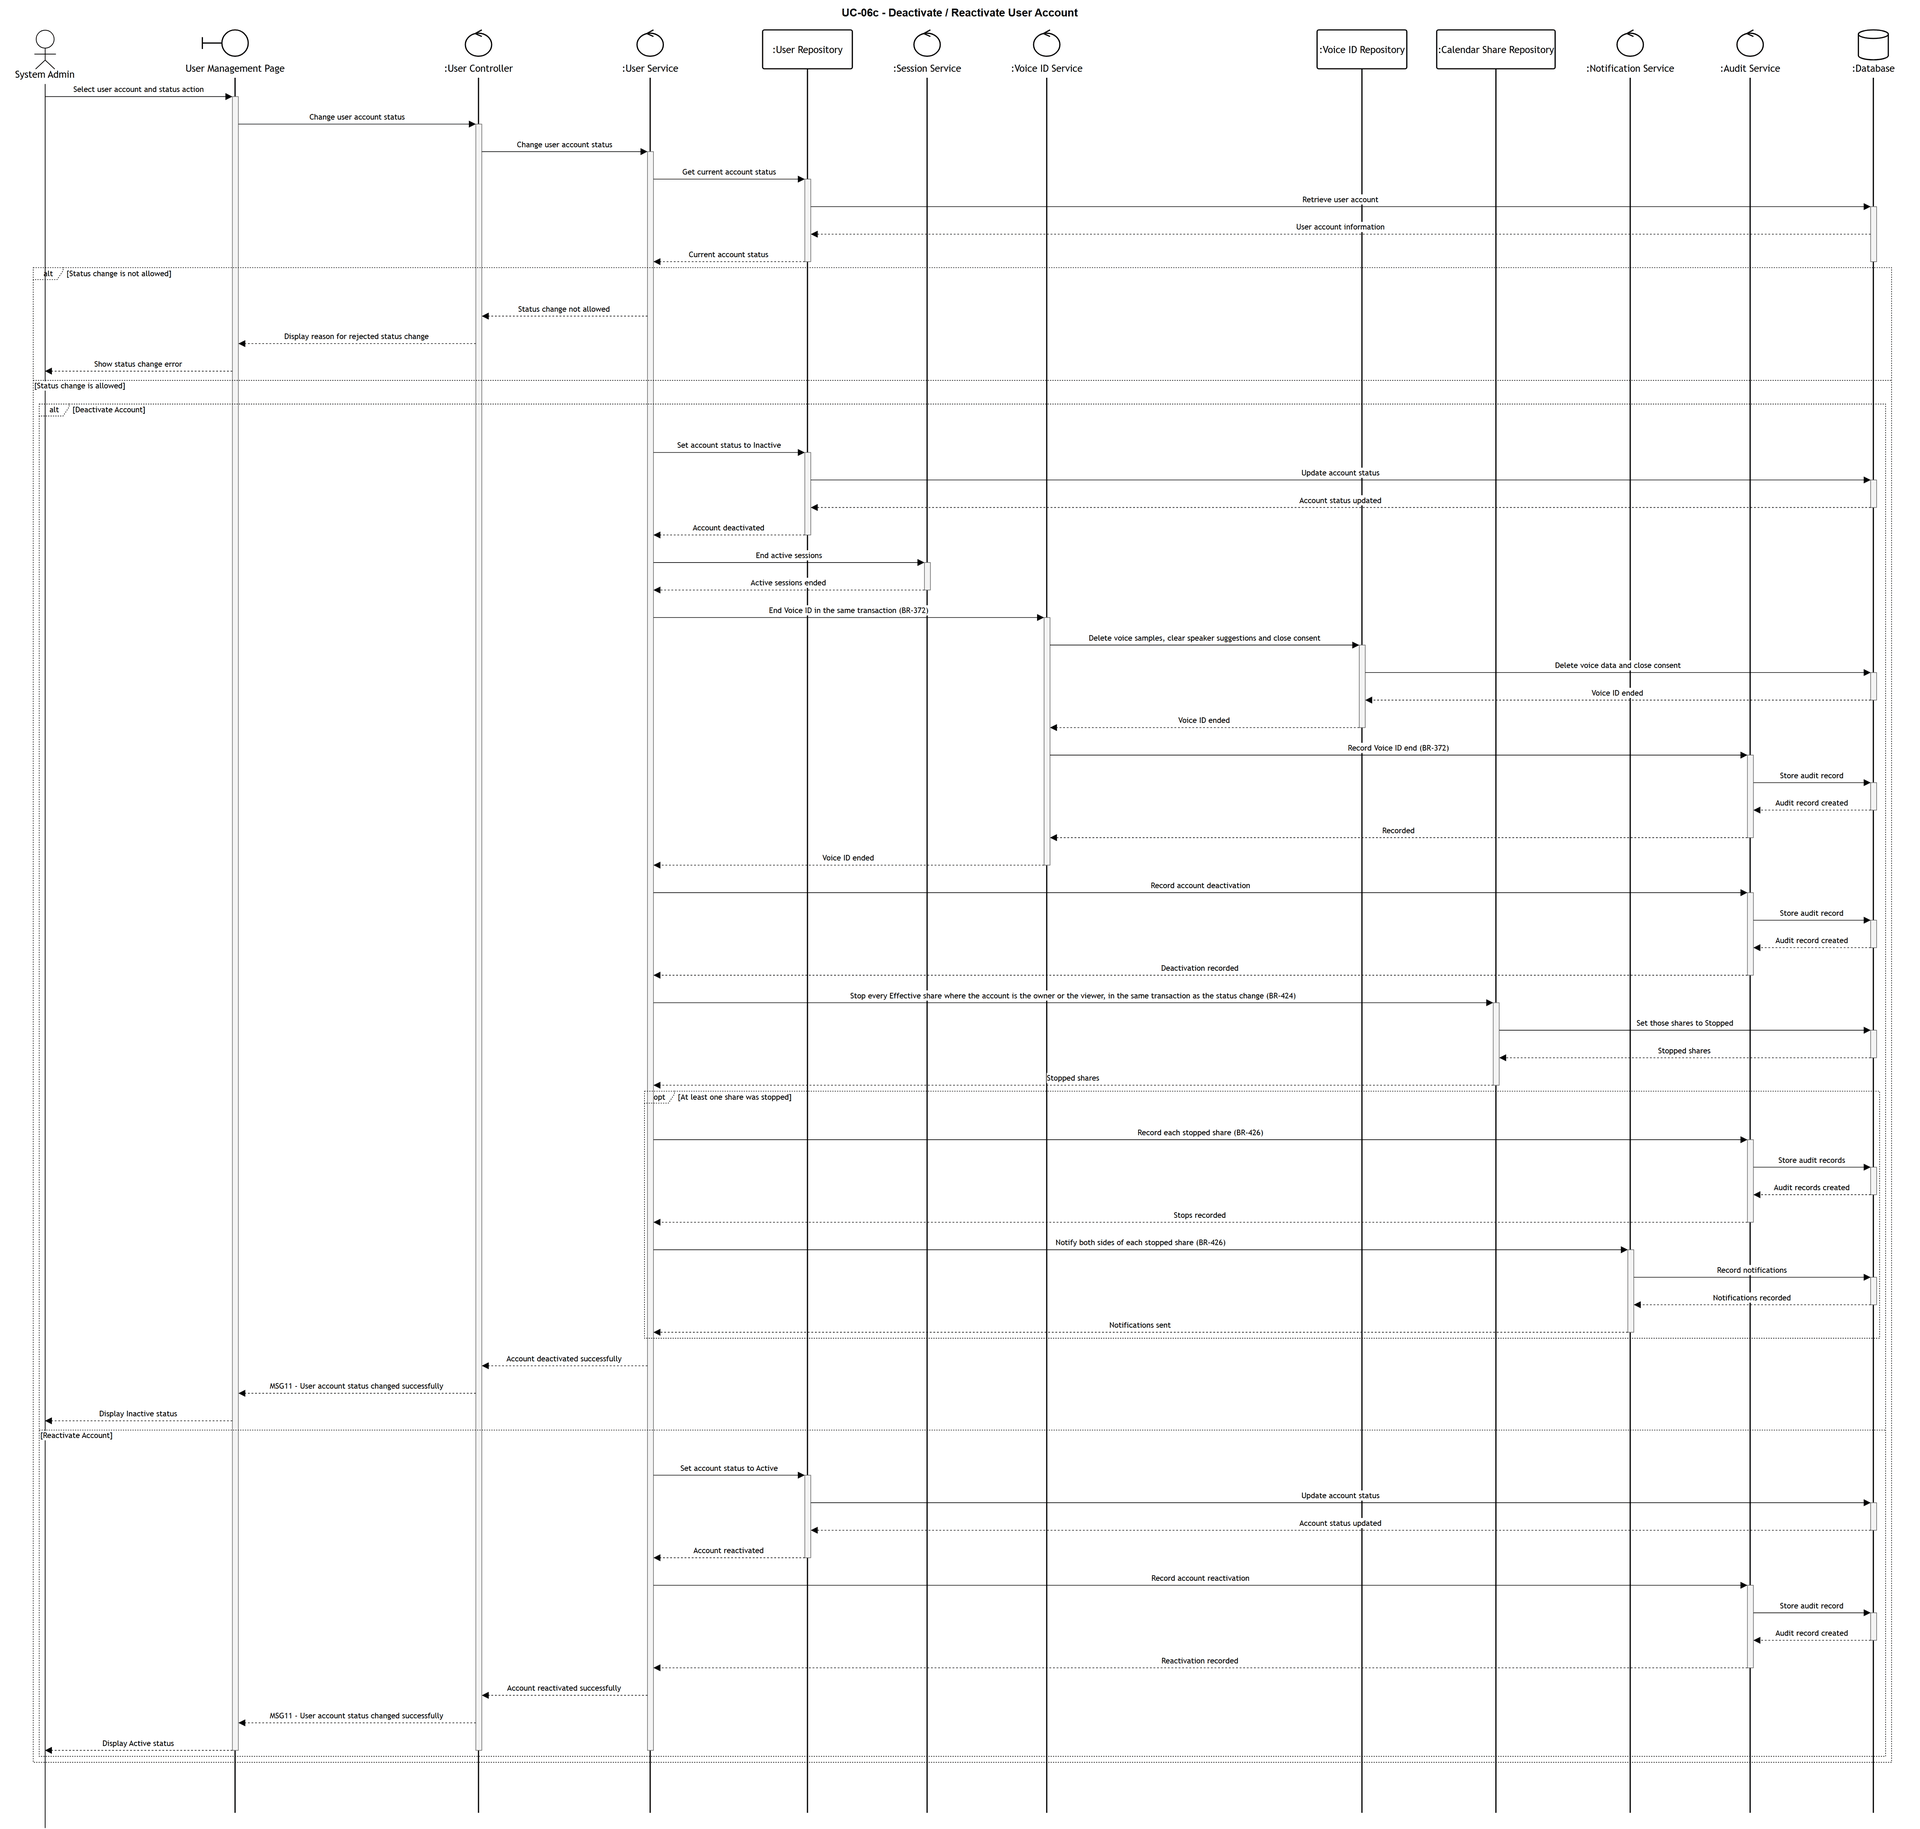 UC-06c - Deactivate / Reactivate User Account
System Admin
User Management Page
:User Controller
:User Service
:User Repository
:Session Service
:Voice ID Service
:Voice ID Repository
:Calendar Share Repository
:Notification Service
:Audit Service
:Database
Select user account and status action
Change user account status
Change user account status
Get current account status
Retrieve user account
User account information
Current account status
alt [Status change is not allowed]
Status change not allowed
Display reason for rejected status change
Show status change error
[Status change is allowed]
alt [Deactivate Account]
Set account status to Inactive
Update account status
Account status updated
Account deactivated
End active sessions
Active sessions ended
End Voice ID in the same transaction (BR-372)
Delete voice samples, clear speaker suggestions and close consent
Delete voice data and close consent
Voice ID ended
Voice ID ended
Record Voice ID end (BR-372)
Store audit record
Audit record created
Recorded
Voice ID ended
Record account deactivation
Store audit record
Audit record created
Deactivation recorded
Stop every Effective share where the account is the owner or the viewer, in the same transaction as the status change (BR-424)
Set those shares to Stopped
Stopped shares
Stopped shares
opt [At least one share was stopped]
Record each stopped share (BR-426)
Store audit records
Audit records created
Stops recorded
Notify both sides of each stopped share (BR-426)
Record notifications
Notifications recorded
Notifications sent
Account deactivated successfully
MSG11 - User account status changed successfully
Display Inactive status
[Reactivate Account]
Set account status to Active
Update account status
Account status updated
Account reactivated
Record account reactivation
Store audit record
Audit record created
Reactivation recorded
Account reactivated successfully
MSG11 - User account status changed successfully
Display Active status